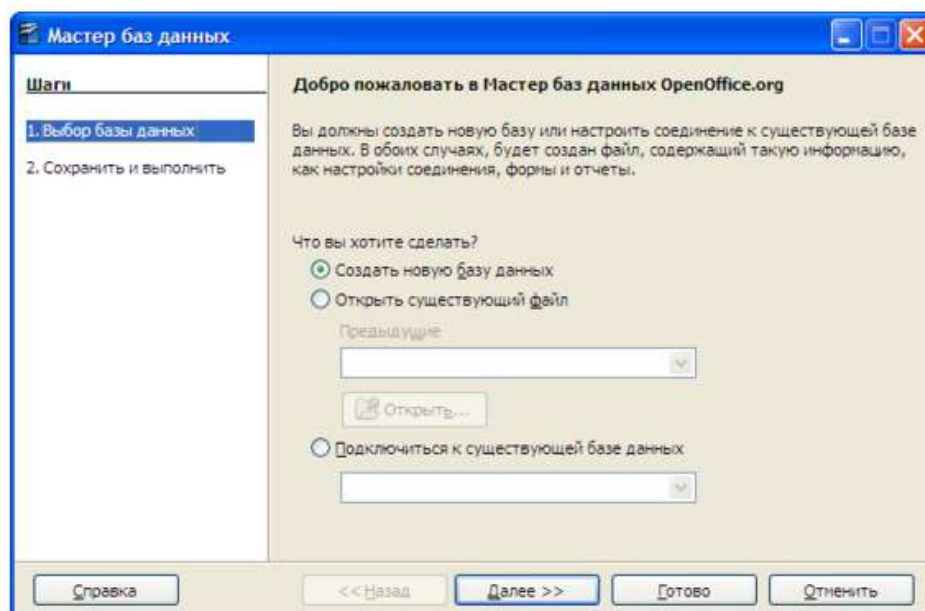 Мастер баз данных
Шаги
1. Выбор базы данных
2. Сохранить и выполнить
Добро пожаловать в Мастер баз данных OpenOffice.org
Вы должны создать новую базу или настроить соединение к существующей базе
данных. В обоих случаях, будет создан файл, содержащий такую информацию,
как настройки соединения, формы и отчеты.
Что вы хотите сделать?
Создать новую базу данных
Открыть существующий файл
Предыдущие
Открыть...
Подключиться к существующей базе данных
Справка
<< Назад
Далее >>
Готово
Отменить